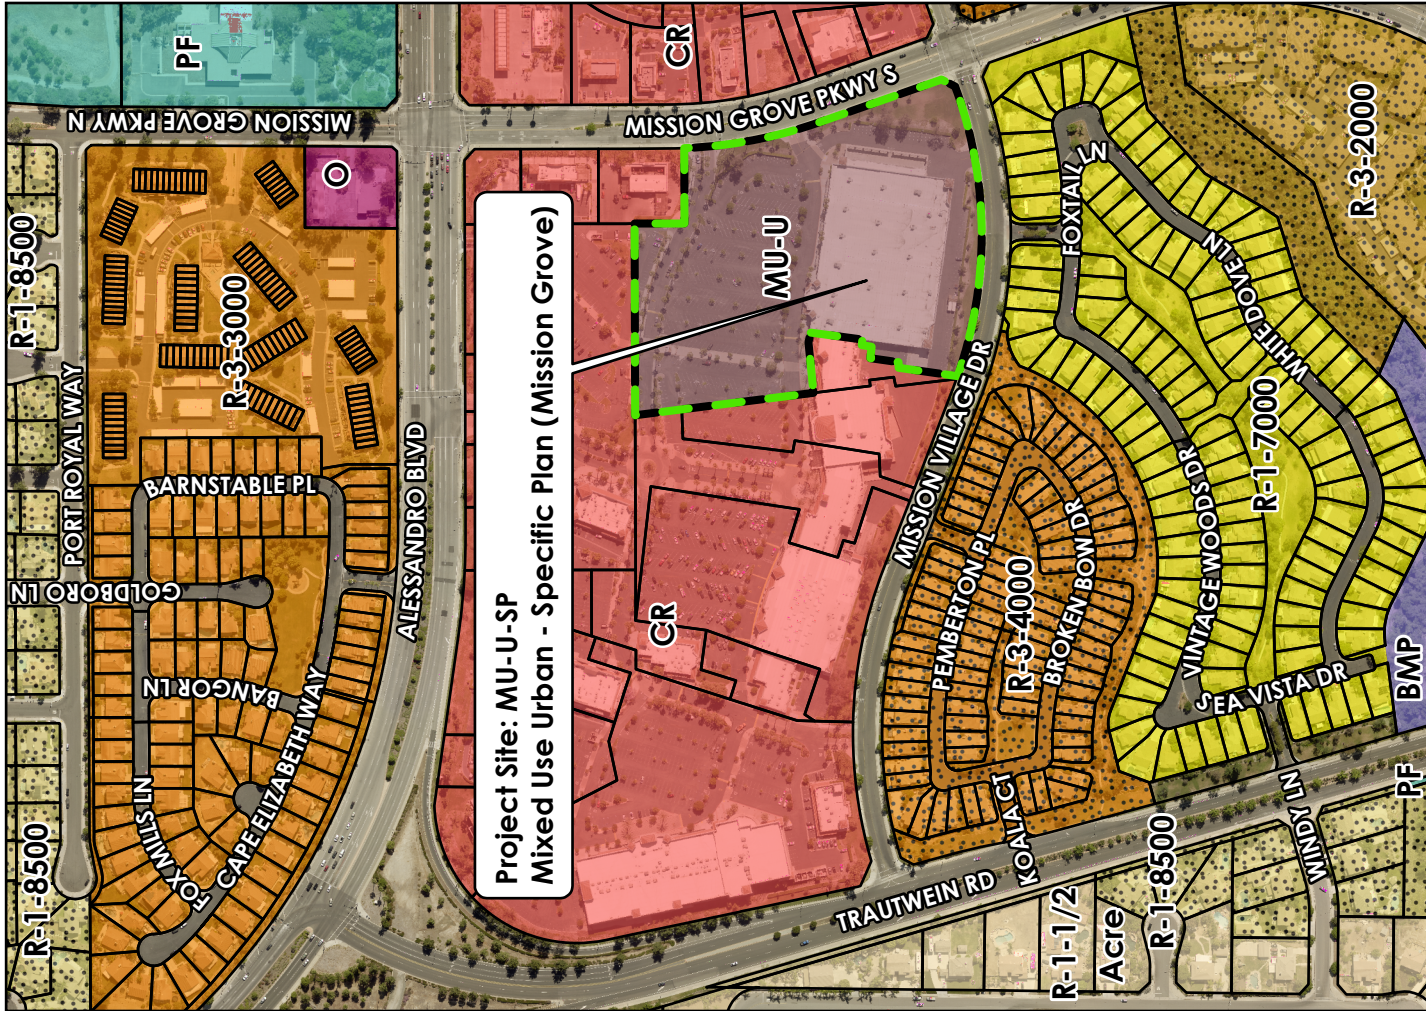 PF
CR
MISSION GROVE PKWY N
MISSION GROVE PKWY S
O
R-1-8500
R-3-3000
PORT ROYAL WAY
BARNSTABLE PL
GOLDBORO LN
BANGOR LN
FOX MILLS LN
CAPE ELIZABETH WAY
R-1-8500
ALESSANDRO BLVD
Project Site: MU-U-SP
Mixed Use Urban - Specific Plan (Mission Grove)
MU-U
CR
MISSION VILLAGE DR
FOXTAIL LN
WHITE DOVE LN
R-3-2000
R-1-7000
VINTAGE WOODS DR
SEA VISTA DR
PEMBERTON PL
R-3-4000
BROKEN BOW DR
KOALA CT
TRAUTWEIN RD
R-1-1/2
Acre
R-1-8500
WINDY LN
BMP
PF